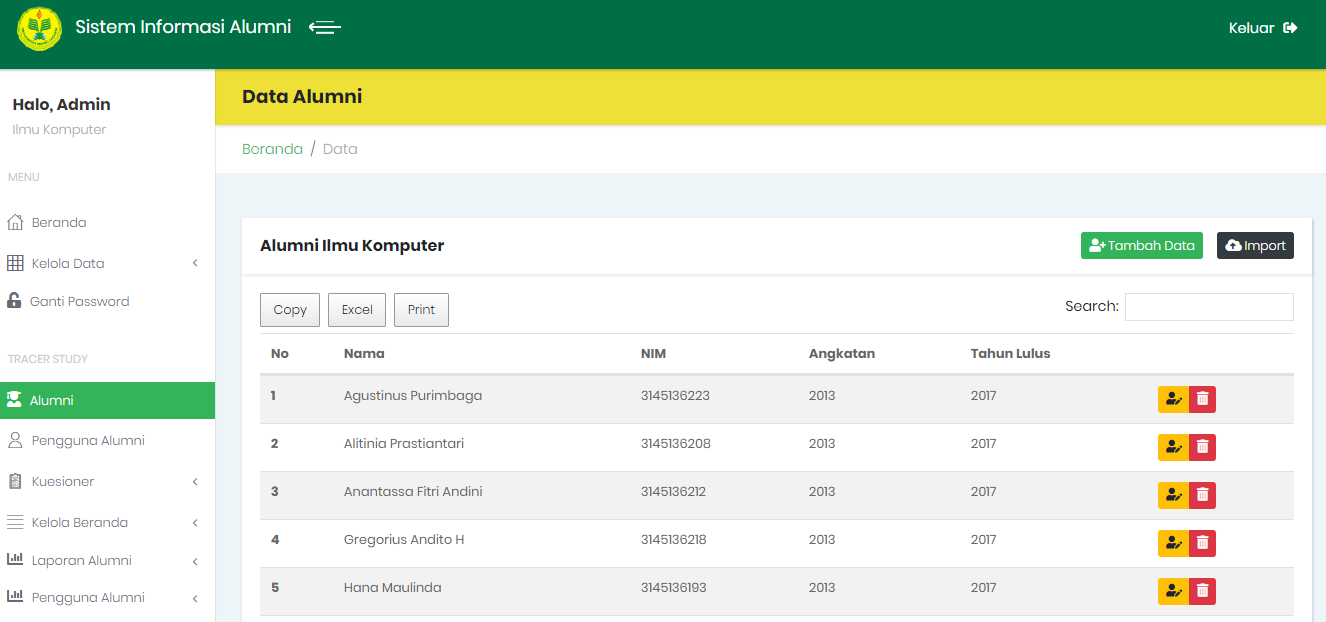 Sistem Informasi Alumni
Keluar
Halo, Admin
Ilmu Komputer
MENU
Beranda
Kelola Data
Ganti Password
TRACER STUDY
Alumni
Pengguna Alumni
Kuesioner
Kelola Beranda
Laporan Alumni
Pengguna Alumni
Data Alumni
Beranda / Data
Alumni Ilmu Komputer
Tambah Data Import
Copy Excel Print Search:
No Nama NIM Angkatan Tahun Lulus
1 Agustinus Purimbaga 3145136223 2013 2017
2 Alitinia Prastiantari 3145136208 2013 2017
3 Anantassa Fitri Andini 3145136212 2013 2017
4 Gregorius Andito H 3145136218 2013 2017
5 Hana Maulinda 3145136193 2013 2017